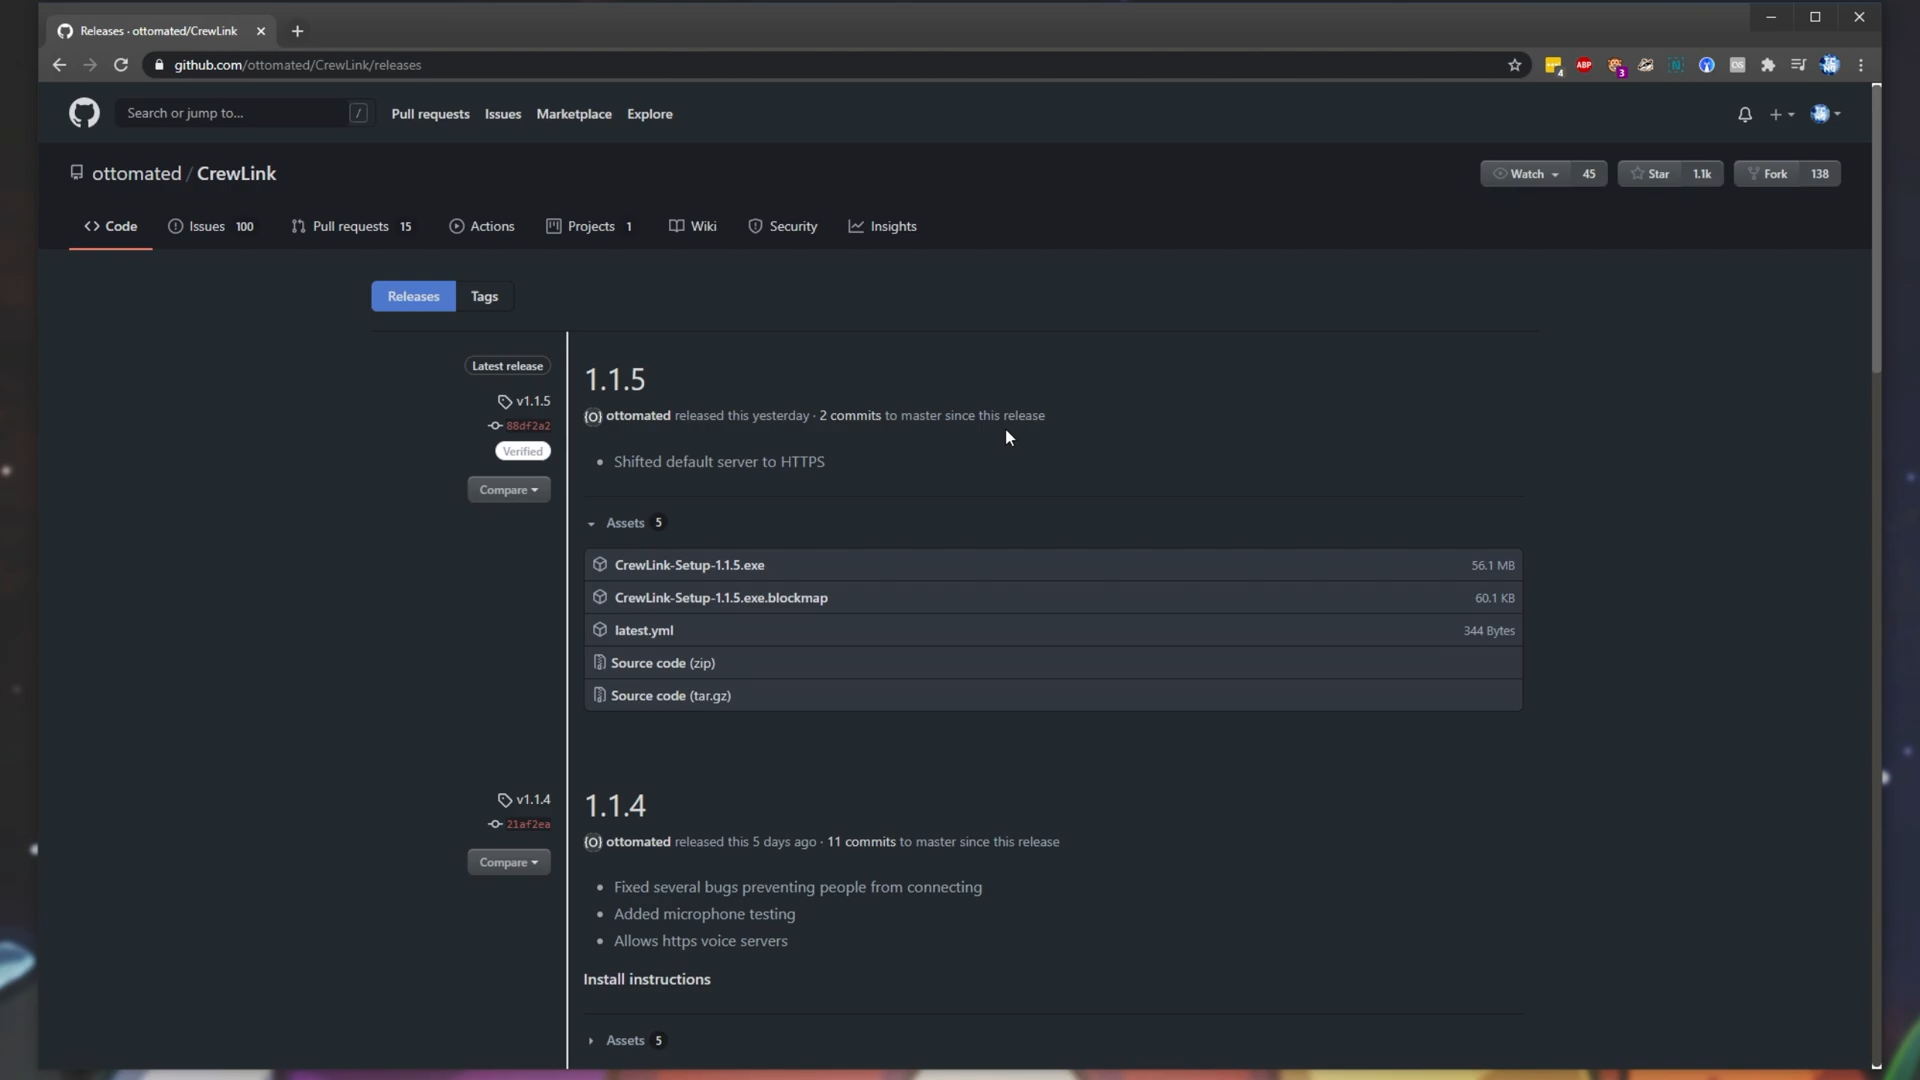 Releases · ottomated/CrewLink
github.com/ottomated/CrewLink/releases
4 ABP 3
Search or jump to... /
Pull requests Issues Marketplace Explore
ottomated / CrewLink
Watch 45 Star 1.1k Fork 138
Code Issues 100 Pull requests 15 Actions Projects 1 Wiki Security Insights
Releases Tags
Latest release
v1.1.5
88df2a2
Verified
Compare
1.1.5
ottomated released this yesterday · 2 commits to master since this release
• Shifted default server to HTTPS
Assets 5
CrewLink-Setup-1.1.5.exe 56.1 MB
CrewLink-Setup-1.1.5.exe.blockmap 60.1 KB
latest.yml 344 Bytes
Source code (zip)
Source code (tar.gz)
v1.1.4
21af2ea
Compare
1.1.4
ottomated released this 5 days ago · 11 commits to master since this release
• Fixed several bugs preventing people from connecting
• Added microphone testing
• Allows https voice servers
Install instructions
Assets 5